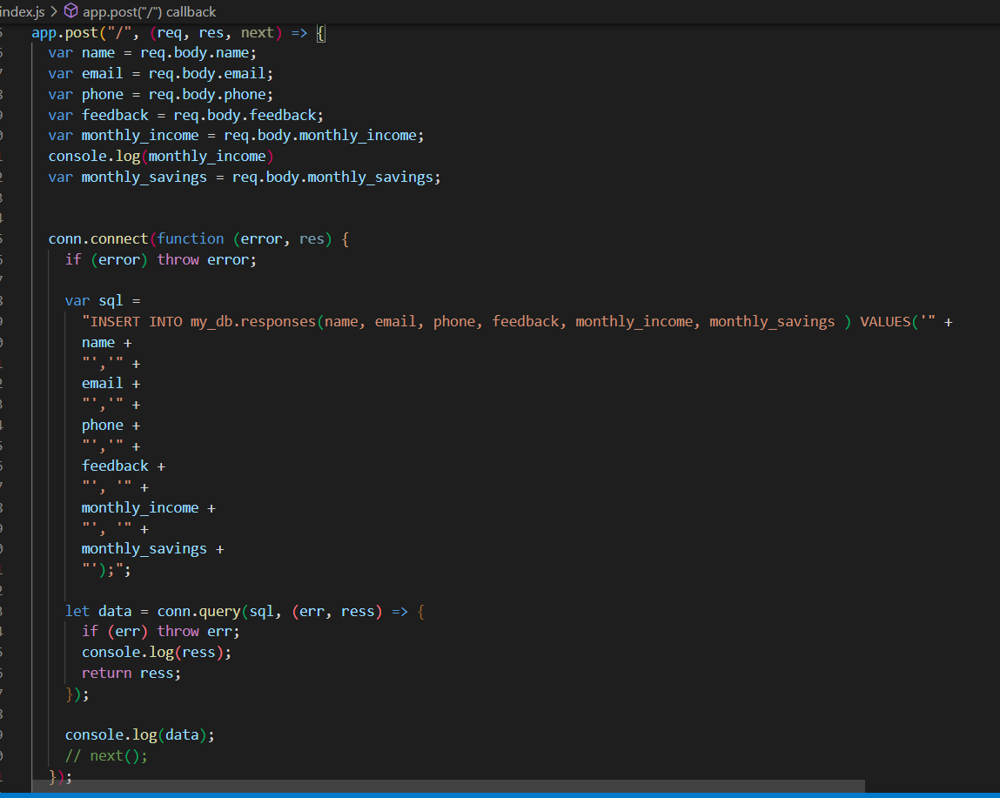 index.js > app.post("/") callback
app.post("/", (req, res, next) => {
var name = req.body.name;
var email = req.body.email;
var phone = req.body.phone;
var feedback = req.body.feedback;
var monthly_income = req.body.monthly_income;
console.log(monthly_income)
var monthly_savings = req.body.monthly_savings;
conn.connect(function (error, res) {
if (error) throw error;
var sql =
"INSERT INTO my_db.responses(name, email, phone, feedback, monthly_income, monthly_savings ) VALUES('" +
name +
"','" +
email +
"','" +
phone +
"','" +
feedback +
"', '" +
monthly_income +
"', '" +
monthly_savings +
"');";
let data = conn.query(sql, (err, ress) => {
if (err) throw err;
console.log(ress);
return ress;
});
console.log(data);
// next();
});